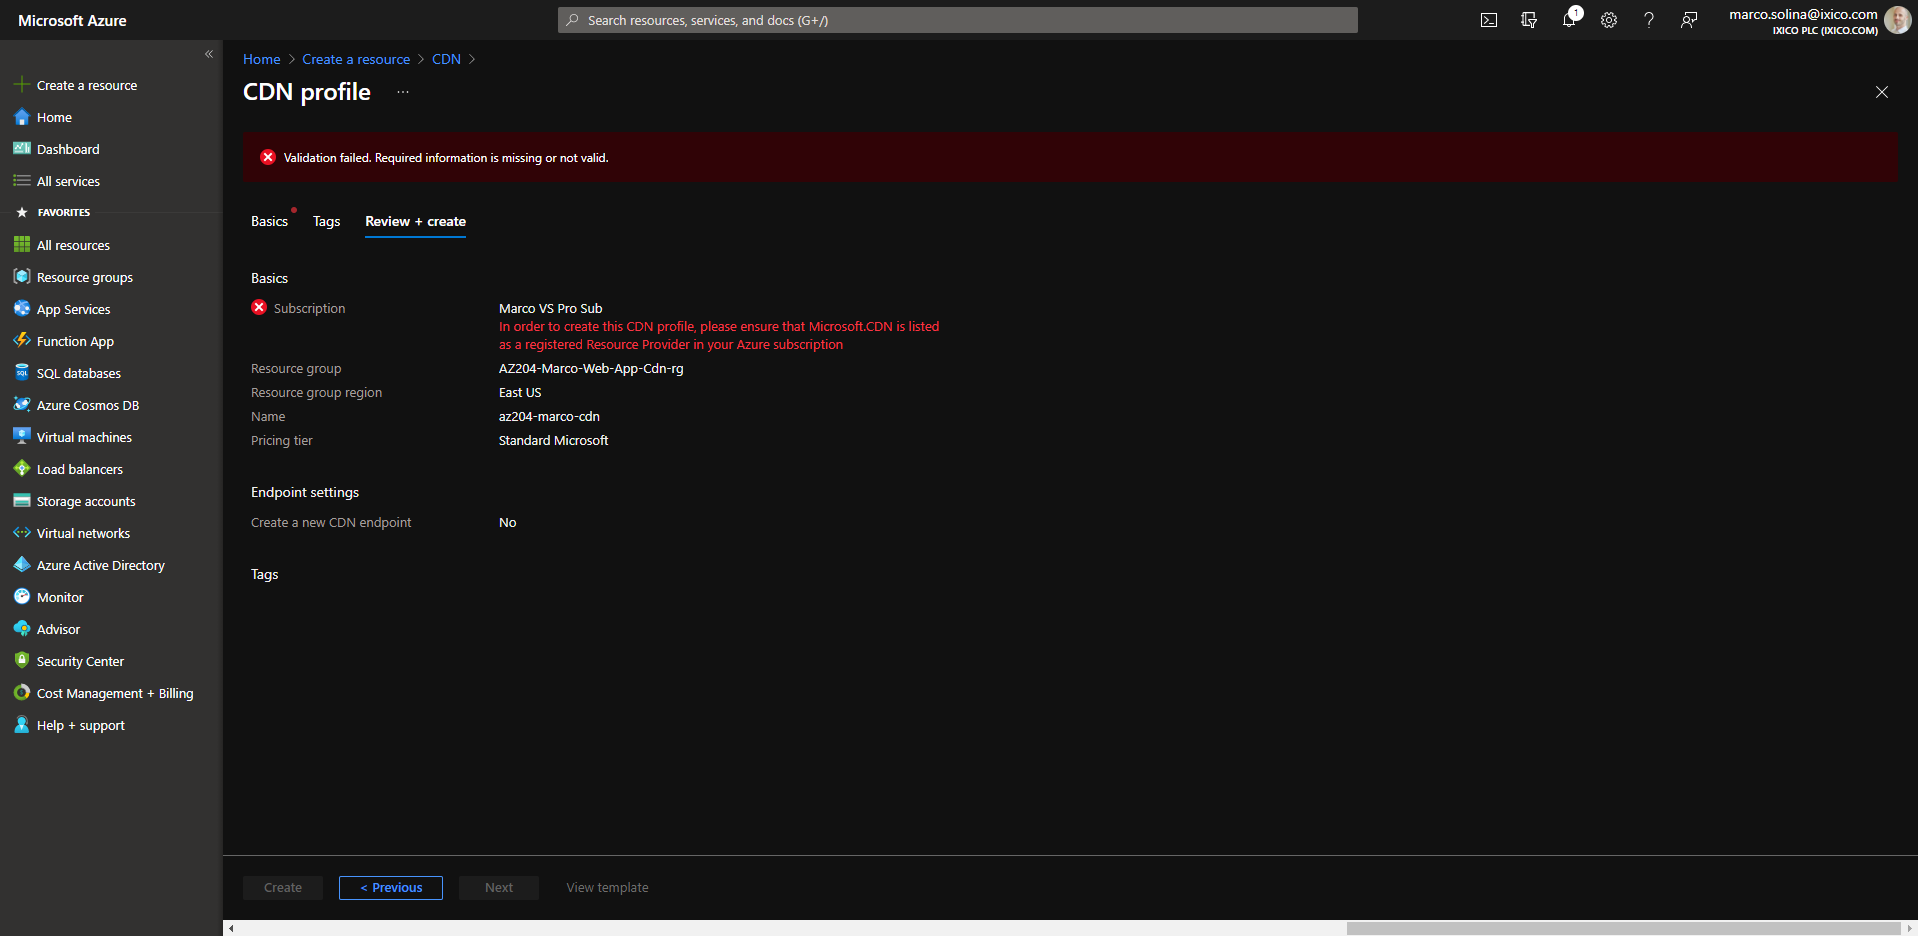 Microsoft Azure
Search resources, services, and docs (G+/)
1
marco.solina@ixico.com
IXICO PLC (IXICO.COM)
Create a resource
Home
Dashboard
All services
FAVORITES
All resources
Resource groups
App Services
Function App
SQL databases
Azure Cosmos DB
Virtual machines
Load balancers
Storage accounts
Virtual networks
Azure Active Directory
Monitor
Advisor
Security Center
Cost Management + Billing
Help + support
Home > Create a resource > CDN >
CDN profile ...
Validation failed. Required information is missing or not valid.
Basics Tags Review + create
Basics
Subscription Marco VS Pro Sub
In order to create this CDN profile, please ensure that Microsoft.CDN is listed
as a registered Resource Provider in your Azure subscription
Resource group AZ204-Marco-Web-App-Cdn-rg
Resource group region East US
Name az204-marco-cdn
Pricing tier Standard Microsoft
Endpoint settings
Create a new CDN endpoint No
Tags
Create < Previous Next View template